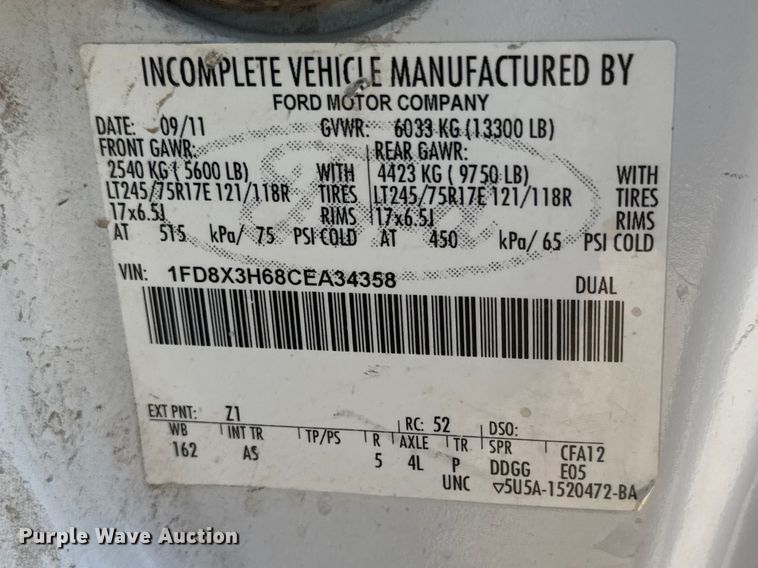 INCOMPLETE VEHICLE MANUFACTURED BY
FORD MOTOR COMPANY
DATE: 09/11 GVWR: 6033 KG (13300 LB)
FRONT GAWR: REAR GAWR:
2540 KG ( 5600 LB) WITH 4423 KG ( 9750 LB) WITH
LT245/75R17E 121/118R TIRES LT245/75R17E 121/118R TIRES
17x6.5J RIMS 17x6.5J RIMS
AT 515 kPa/ 75 PSI COLD AT 450 kPa/ 65 PSI COLD
VIN: 1FD8X3H68CEA34358 DUAL
EXT PNT: Z1 RC: 52 DSO:
WB INT TR TP/PS R AXLE TR SPR CFA12
162 AS 5 4L P DDGG E05
UNC ▽5U5A-1520472-BA
Purple Wave Auction